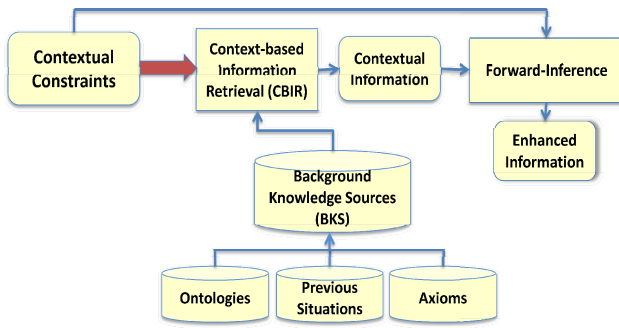 Contextual
Constraints
Context-based
Information
Retrieval (CBIR)
Contextual
Information
Forward-Inference
Enhanced
Information
Background
Knowledge Sources
(BKS)
Ontologies
Previous
Situations
Axioms